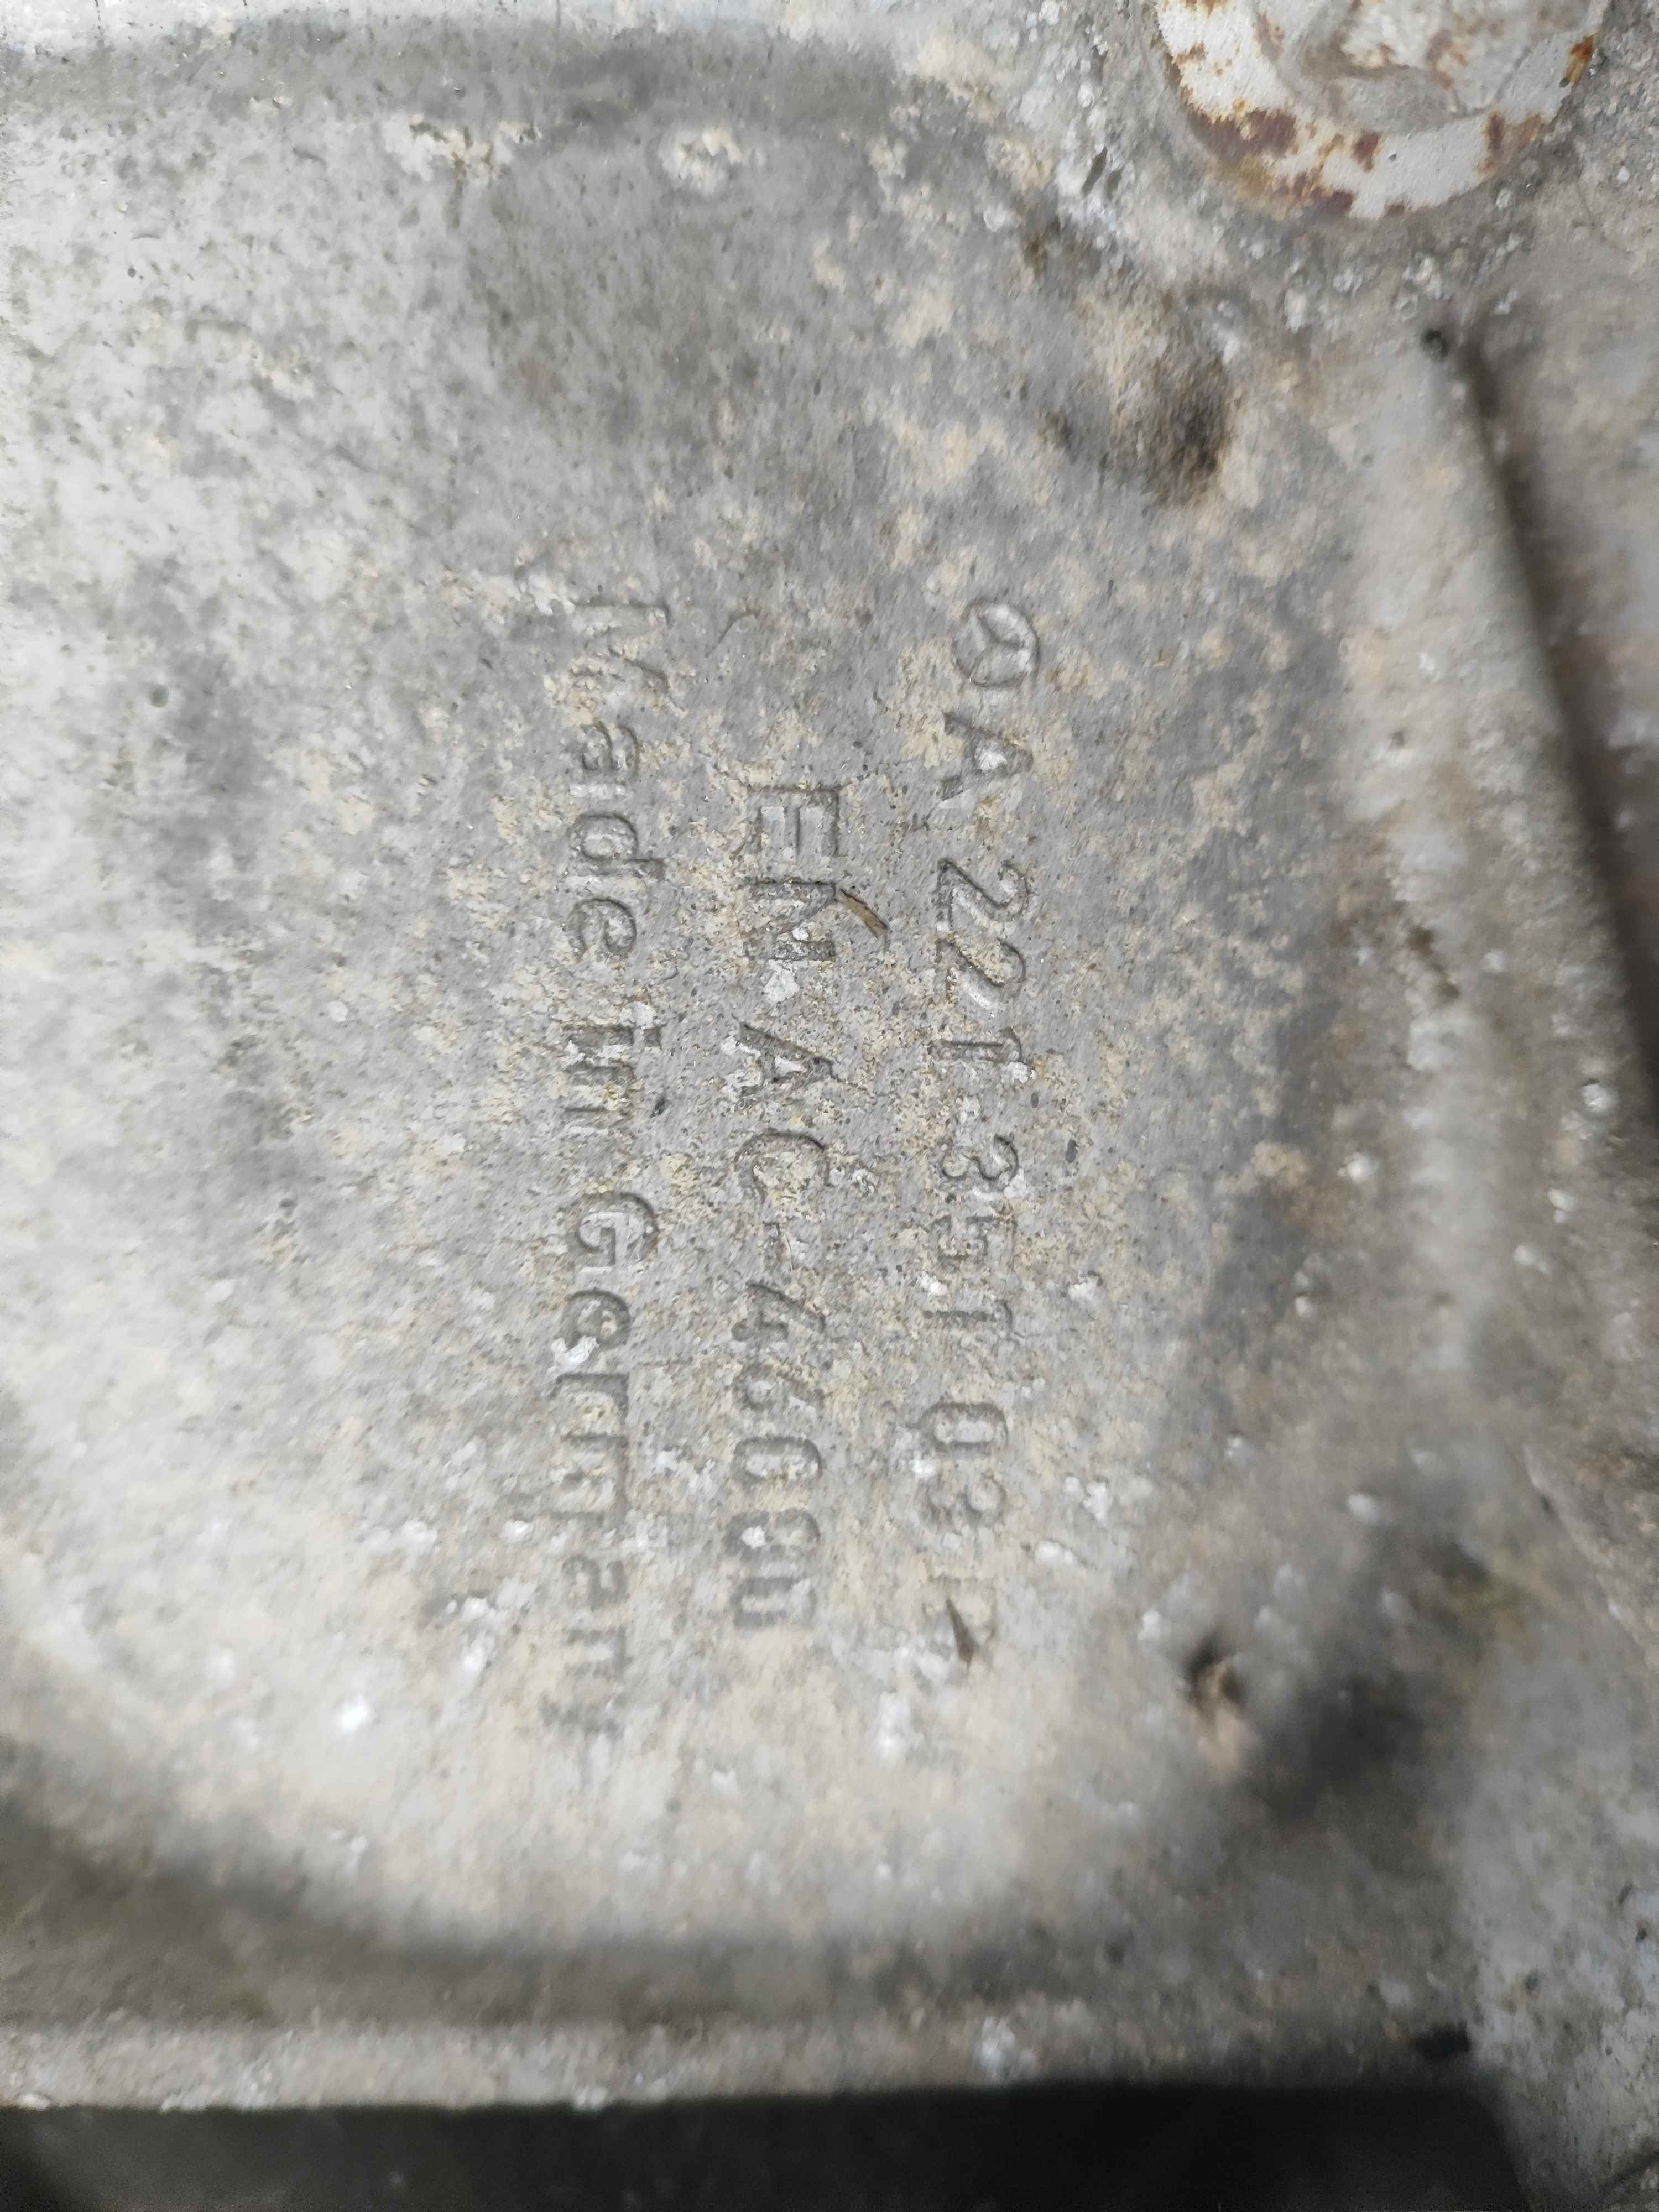 A 221 351 03
EN AC-46000
Made in Germany